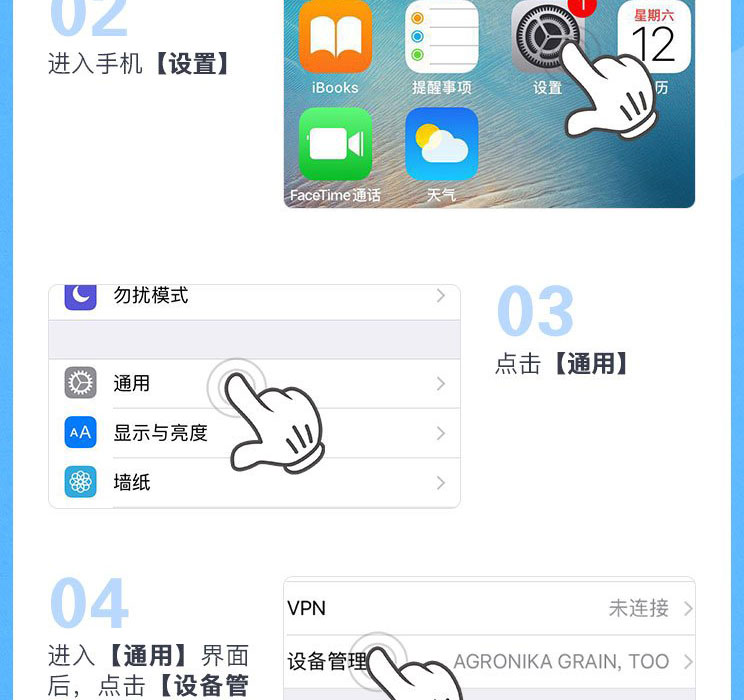 02
进入手机【设置】
1
星期六
12
iBooks
提醒事项
设置
历
FaceTime通话
天气
勿扰模式
通用
AA
显示与亮度
墙纸
03
点击【通用】
04
进入【通用】界面
后，点击【设备管
VPN
未连接
设备管理
AGRONIKA GRAIN, TOO